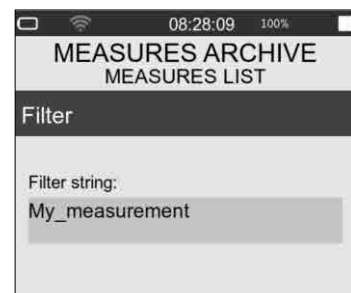 08:28:09 100%
MEASURES ARCHIVE
MEASURES LIST
Filter
Filter string:
My_measurement